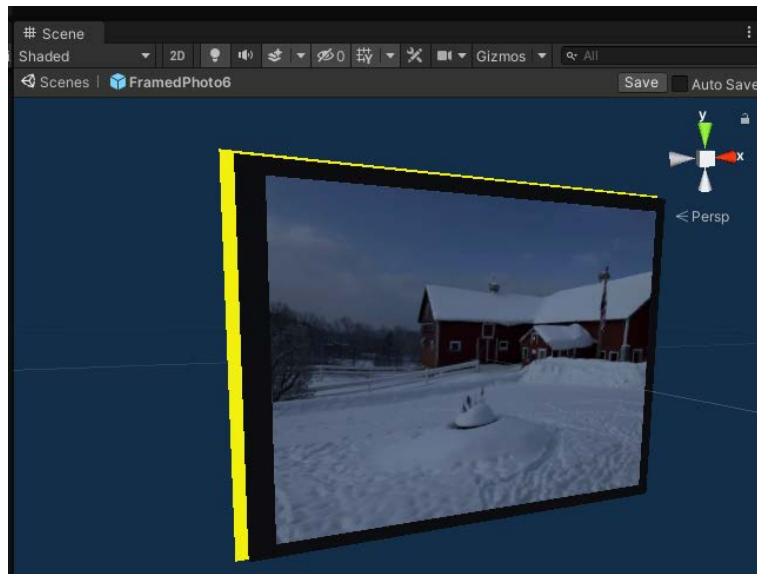 Scene
Shaded 2D 0 Gizmos All
Scenes FramedPhoto6 Save Auto Save
y
x
Persp